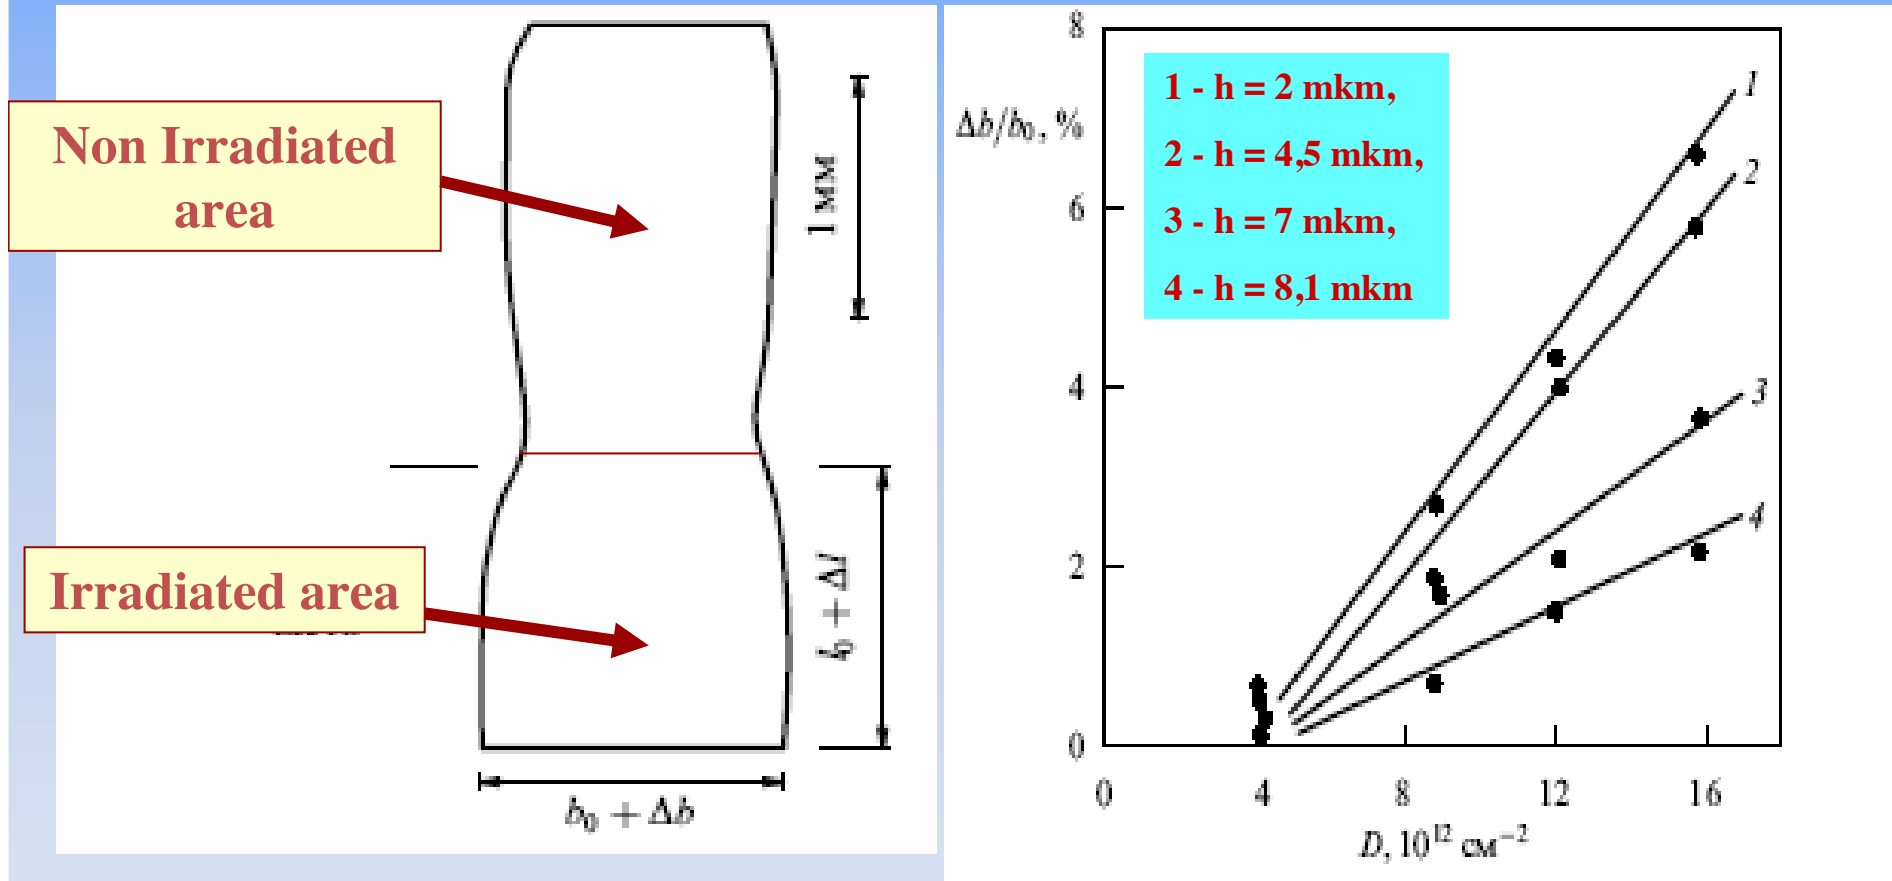 Non Irradiated
area
1 мм
Irradiated area
l₀ + Δl
b₀ + Δb
Δb/b₀, %
8
6
4
2
0
1 - h = 2 mkm,
2 - h = 4,5 mkm,
3 - h = 7 mkm,
4 - h = 8,1 mkm
1
2
3
4
0 4 8 12 16
D, 10¹² см⁻²